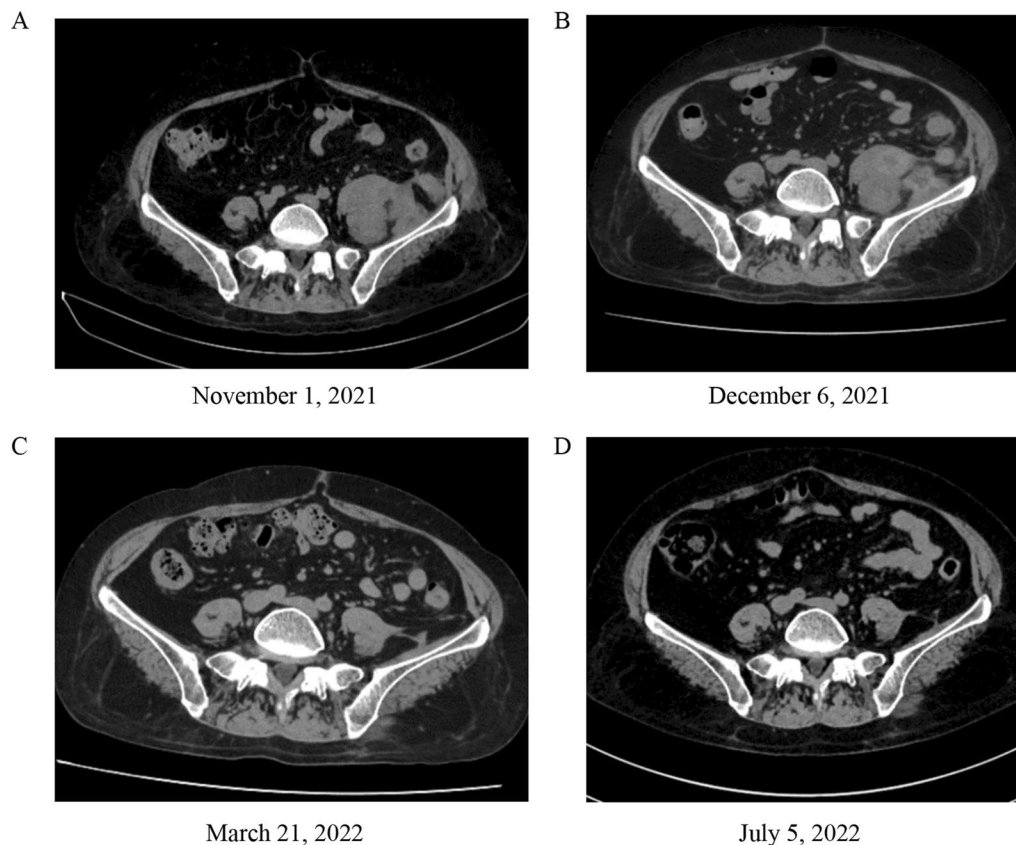 A
B
November 1, 2021
December 6, 2021
C
D
March 21, 2022
July 5, 2022